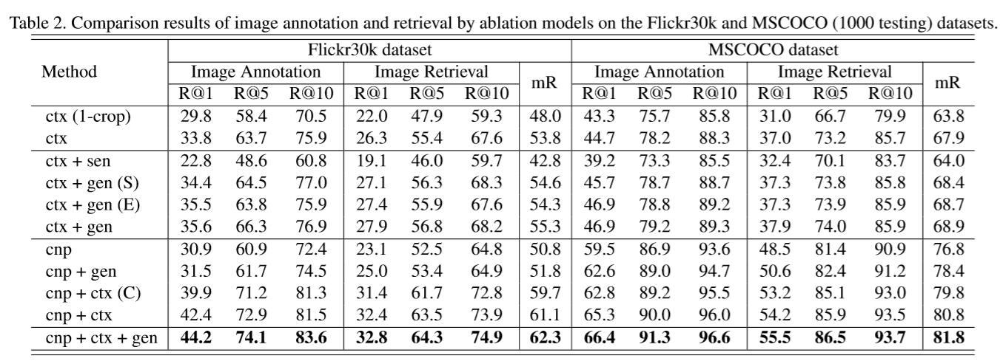 Table 2. Comparison results of image annotation and retrieval by ablation models on the Flickr30k and MSCOCO (1000 testing) datasets.
Method Flickr30k dataset MSCOCO dataset
Image Annotation Image Retrieval mR Image Annotation Image Retrieval mR
R@1 R@5 R@10 R@1 R@5 R@10 R@1 R@5 R@10 R@1 R@5 R@10
ctx (1-crop) 29.8 58.4 70.5 22.0 47.9 59.3 48.0 43.3 75.7 85.8 31.0 66.7 79.9 63.8
ctx 33.8 63.7 75.9 26.3 55.4 67.6 53.8 44.7 78.2 88.3 37.0 73.2 85.7 67.9
ctx + sen 22.8 48.6 60.8 19.1 46.0 59.7 42.8 39.2 73.3 85.5 32.4 70.1 83.7 64.0
ctx + gen (S) 34.4 64.5 77.0 27.1 56.3 68.3 54.6 45.7 78.7 88.7 37.3 73.8 85.8 68.4
ctx + gen (E) 35.5 63.8 75.9 27.4 55.9 67.6 54.3 46.9 78.8 89.2 37.3 73.9 85.9 68.7
ctx + gen 35.6 66.3 76.9 27.9 56.8 68.2 55.3 46.9 79.2 89.3 37.9 74.0 85.9 68.9
cnp 30.9 60.9 72.4 23.1 52.5 64.8 50.8 59.5 86.9 93.6 48.5 81.4 90.9 76.8
cnp + gen 31.5 61.7 74.5 25.0 53.4 64.9 51.8 62.6 89.0 94.7 50.6 82.4 91.2 78.4
cnp + ctx (C) 39.9 71.2 81.3 31.4 61.7 72.8 59.7 62.8 89.2 95.5 53.2 85.1 93.0 79.8
cnp + ctx 42.4 72.9 81.5 32.4 63.5 73.9 61.1 65.3 90.0 96.0 54.2 85.9 93.5 80.8
cnp + ctx + gen 44.2 74.1 83.6 32.8 64.3 74.9 62.3 66.4 91.3 96.6 55.5 86.5 93.7 81.8